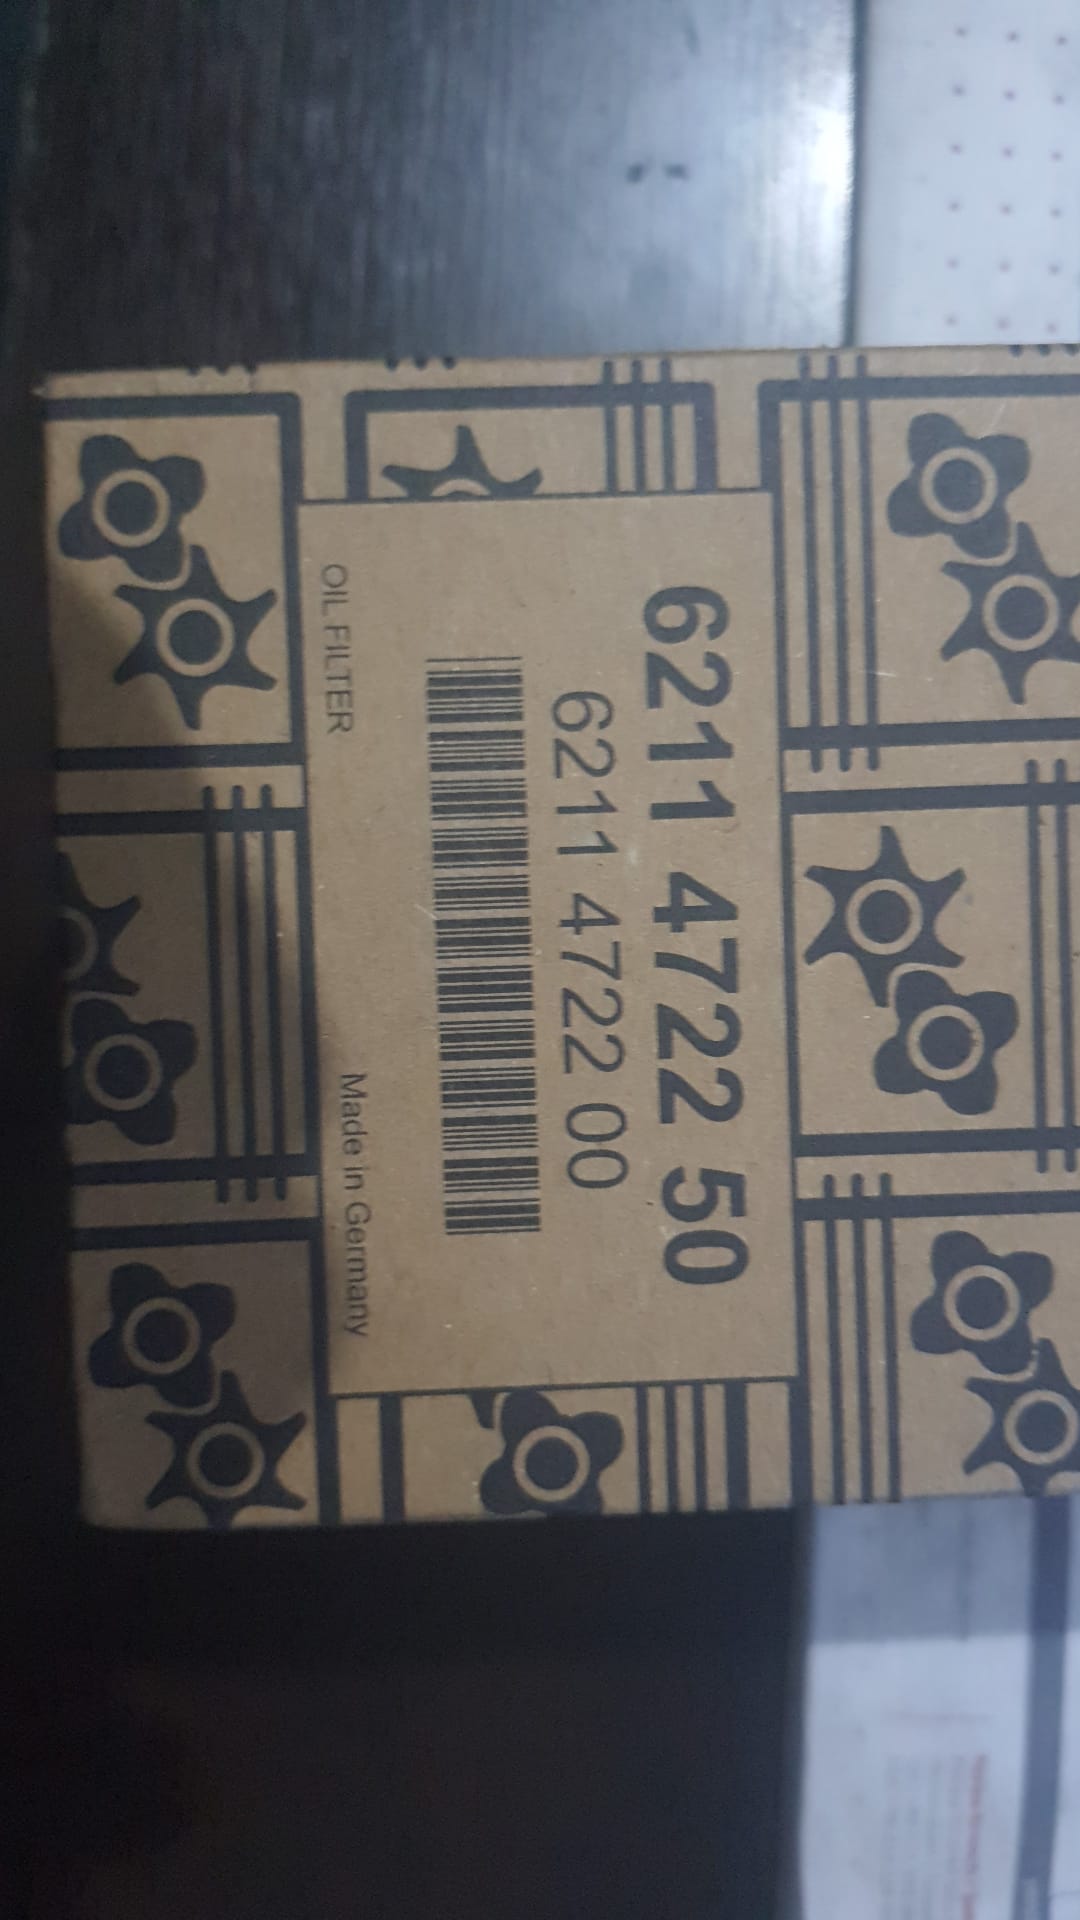 6211 4722 50
6211 4722 00
OIL FILTER
Made in Germany